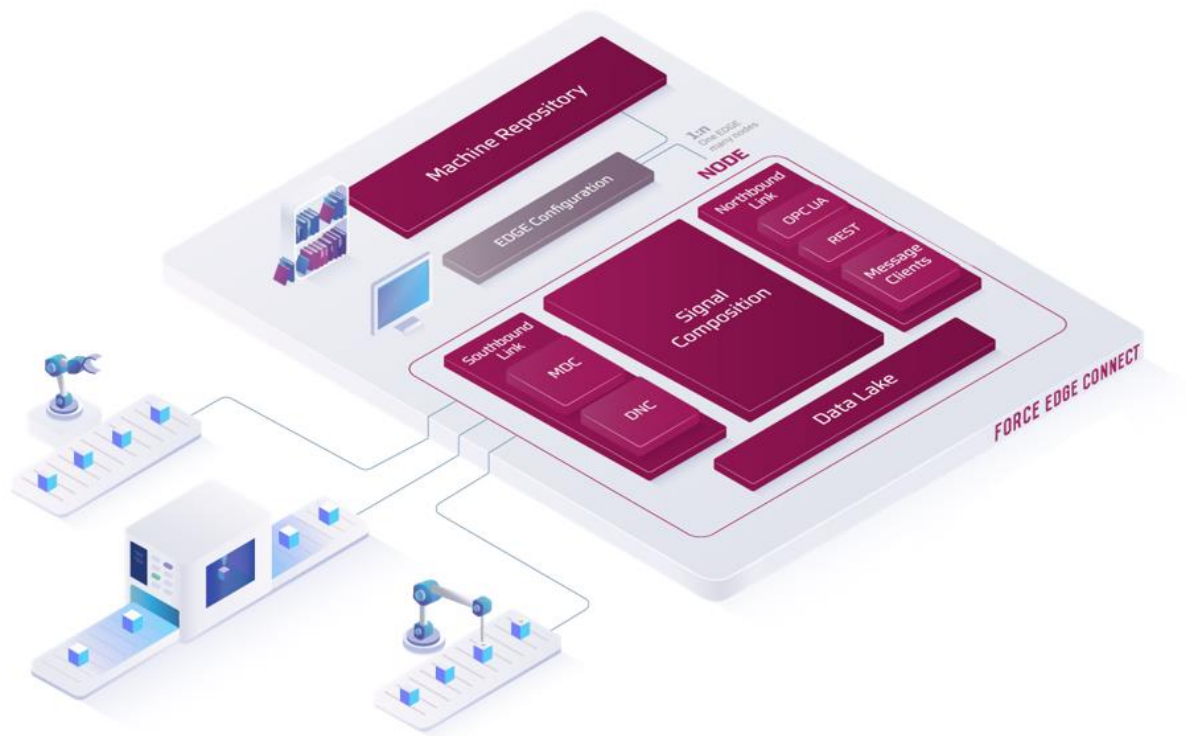 Machine Repository
1:n
One EDGE
many nodes
NODE
EDGE Configuration
Northbound
Link
OPC UA
REST
Message
Clients
Signal
Composition
Southbound
Link
MDC
DNC
Data Lake
FORCE EDGE CONNECT